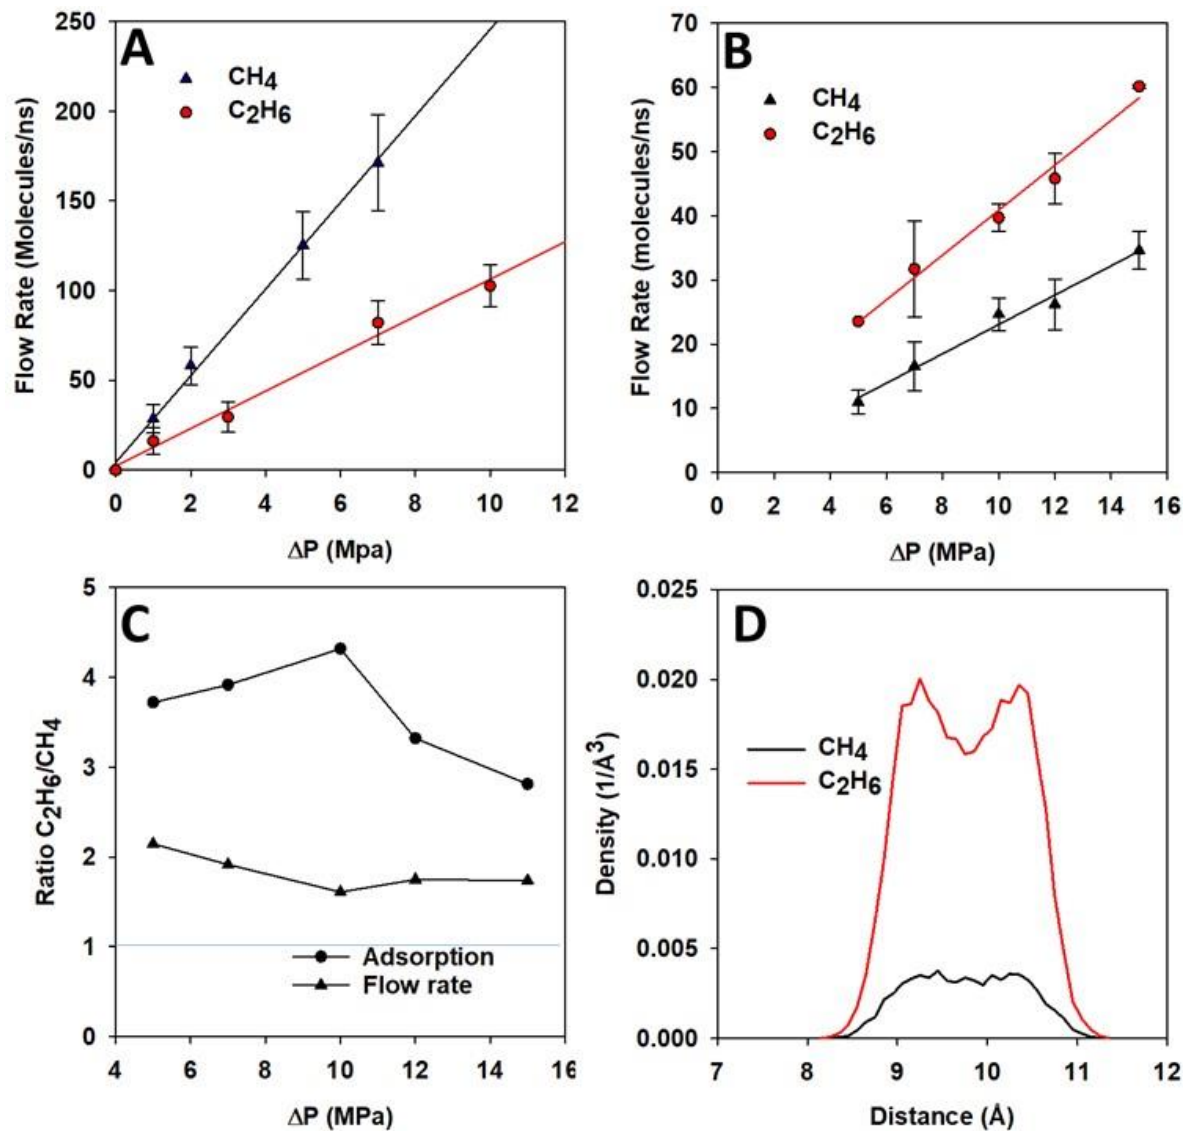 A
CH4
C2H6
Flow Rate (Molecules/ns)
250
200
150
100
50
0
0 2 4 6 8 10 12
ΔP (Mpa)
B
CH4
C2H6
Flow Rate (molecules/ns)
70
60
50
40
30
20
10
0
0 2 4 6 8 10 12 14 16
ΔP (MPa)
C
Ratio C2H6/CH4
5
4
3
2
1
0
Adsorption
Flow rate
4 6 8 10 12 14 16
ΔP (MPa)
D
CH4
C2H6
Density (1/Å3)
0.025
0.020
0.015
0.010
0.005
0.000
7 8 9 10 11 12
Distance (Å)